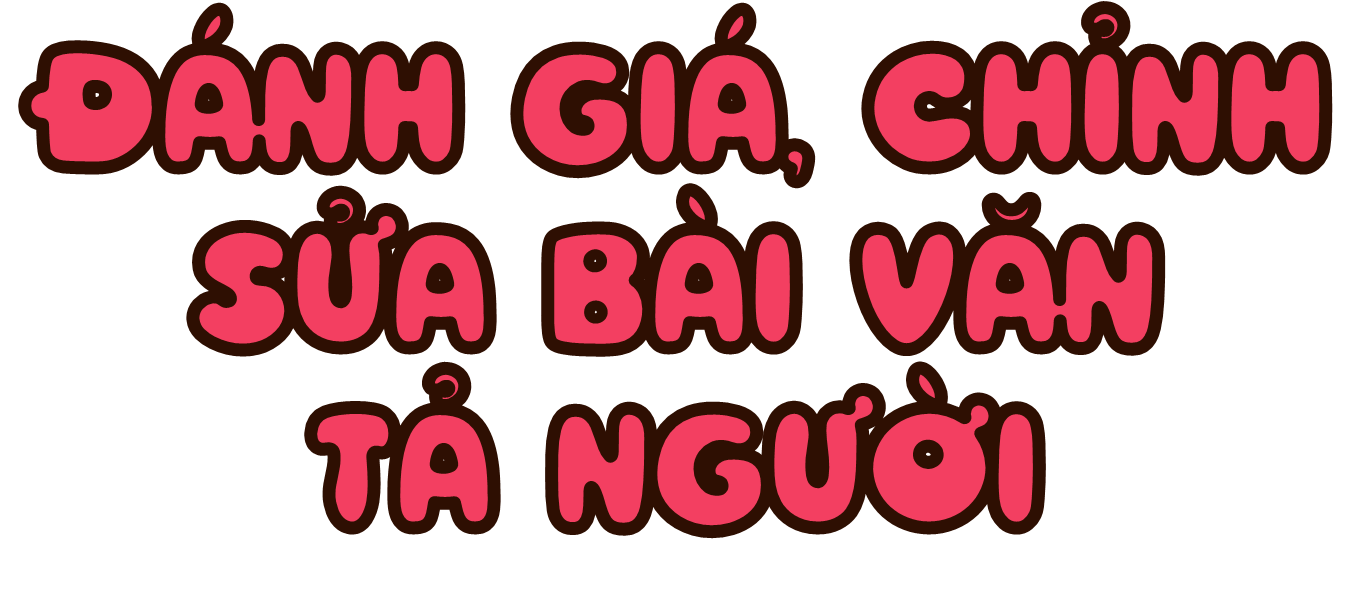 ĐÁNH GIÁ, CHỈNH
SỬA BÀI VĂN
TẢ NGƯỜI